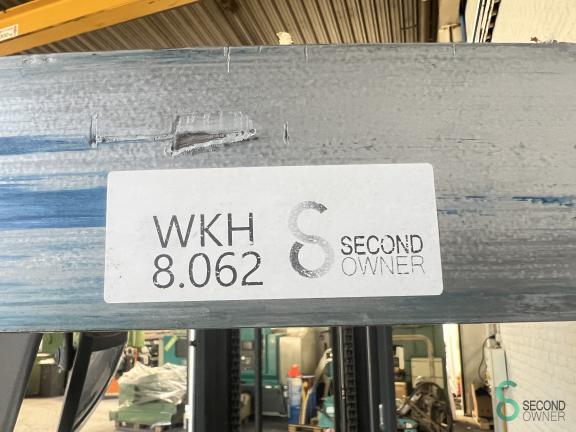 WKH
8.062
SECOND
OWNER
SECOND
OWNER